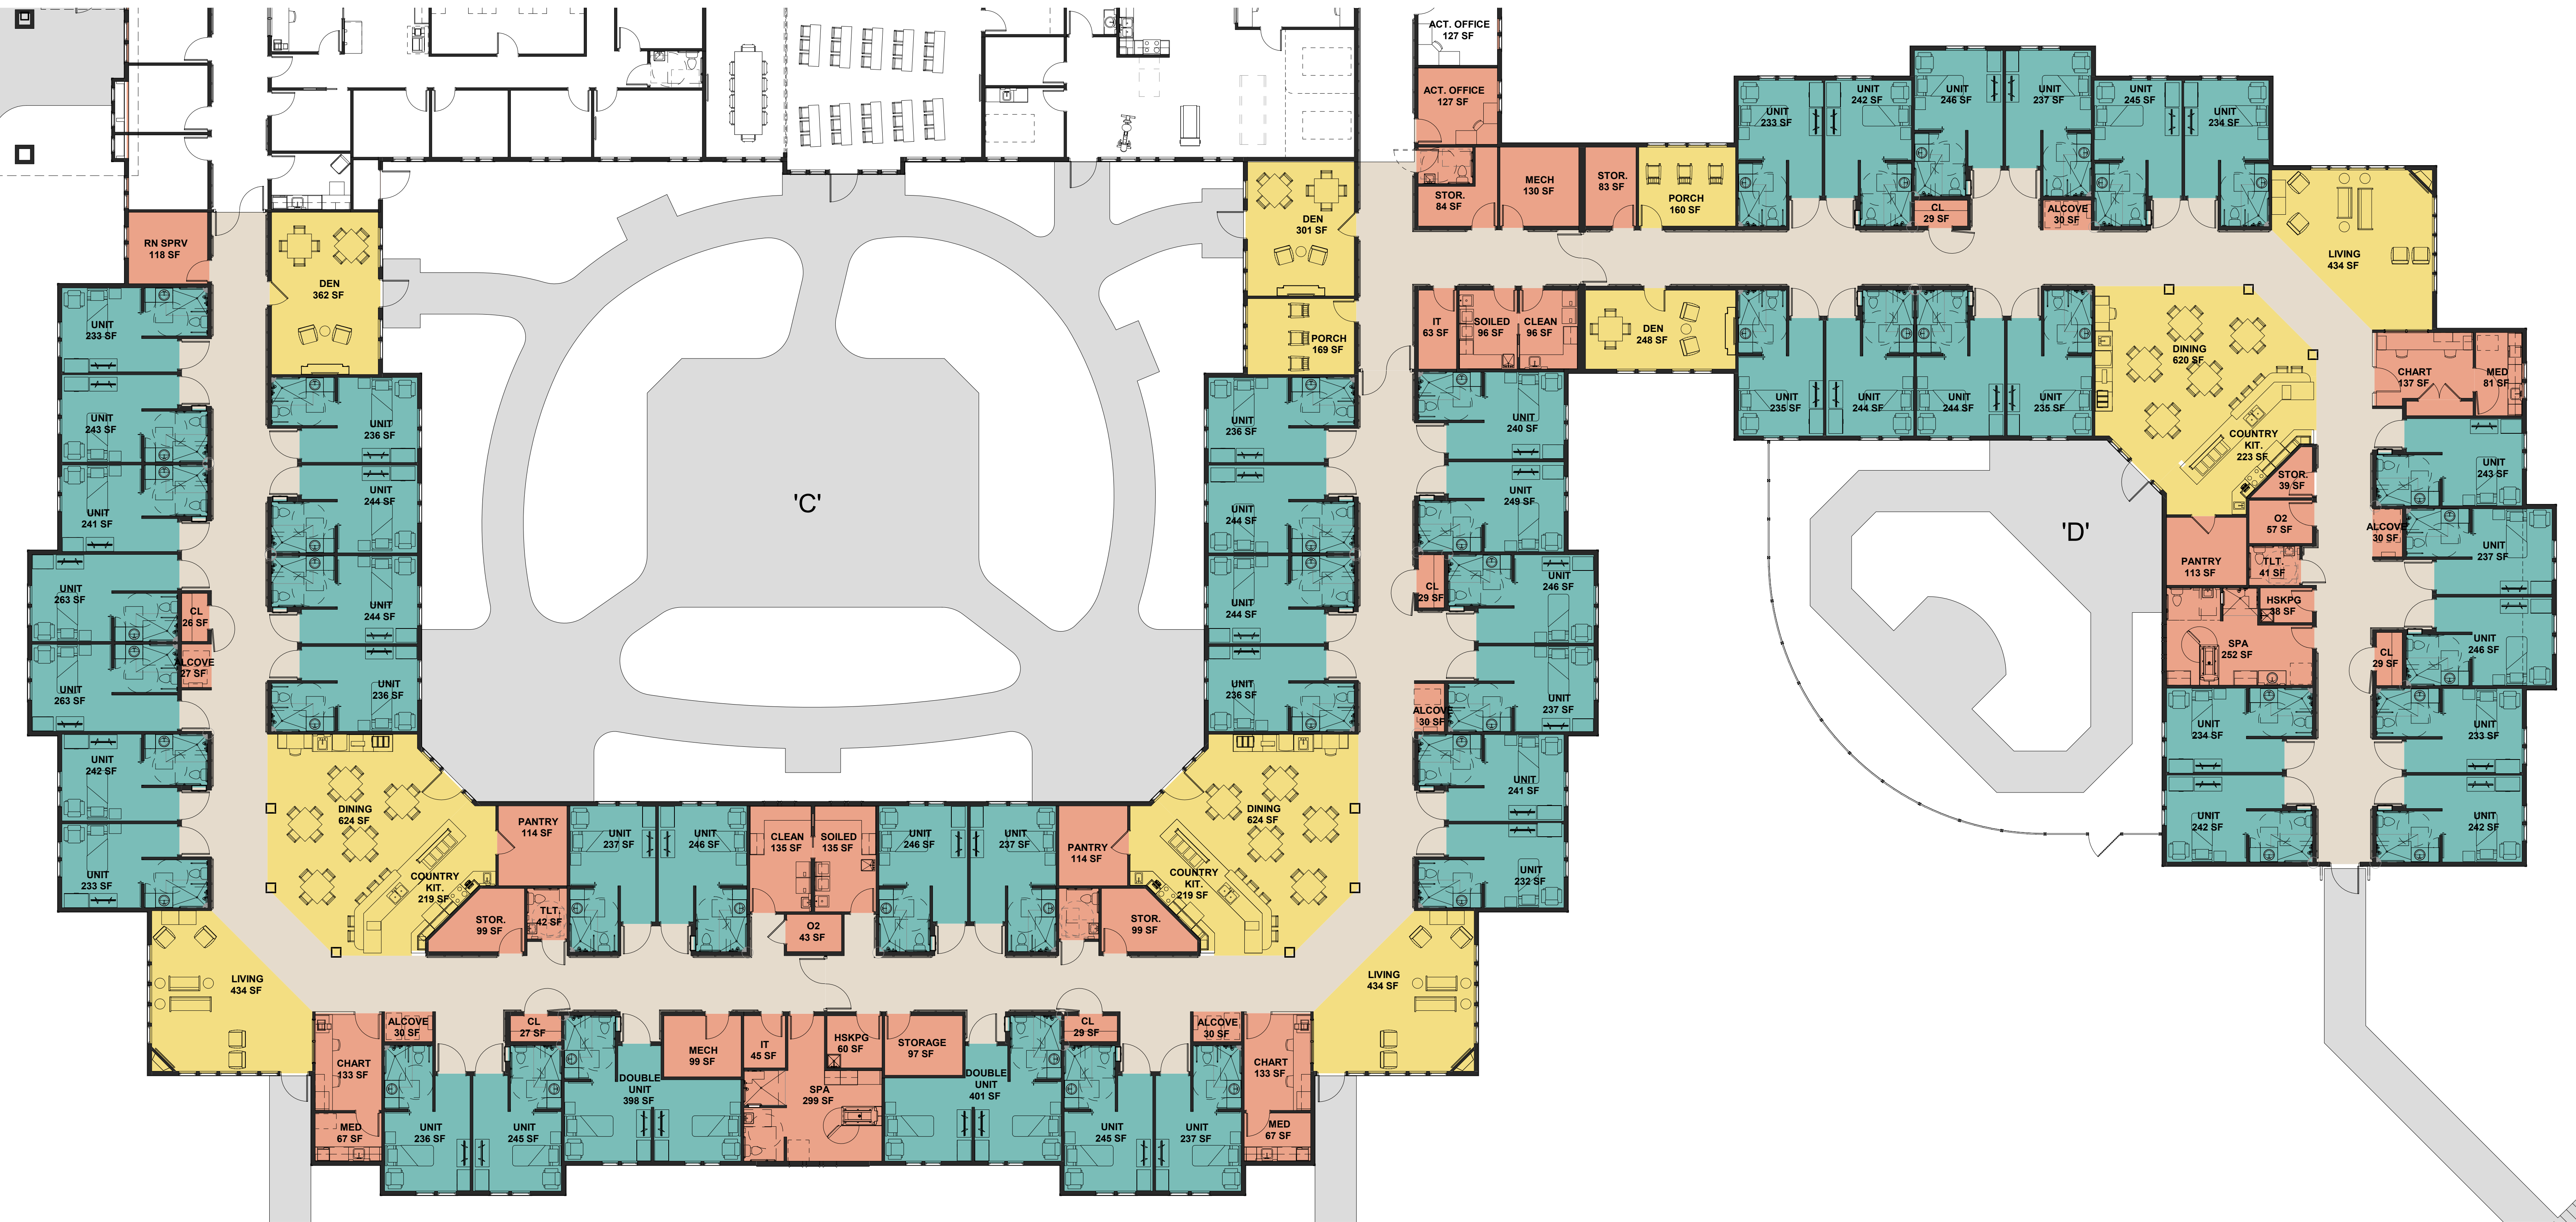 ACT. OFFICE
127 SF
ACT. OFFICE
127 SF
UNIT
233 SF
UNIT
242 SF
UNIT
246 SF
UNIT
237 SF
UNIT
245 SF
UNIT
234 SF
STOR.
84 SF
MECH
130 SF
STOR.
83 SF
PORCH
160 SF
CL
29 SF
ALCOVE
30 SF
LIVING
434 SF
RN SPRV
118 SF
DEN
362 SF
DEN
301 SF
PORCH
169 SF
IT
63 SF
SOILED
96 SF
CLEAN
96 SF
DEN
248 SF
UNIT
235 SF
UNIT
244 SF
UNIT
244 SF
UNIT
235 SF
DINING
620 SF
COUNTRY
KIT.
223 SF
CHART
137 SF
MED
81 SF
STOR.
39 SF
O2
57 SF
PANTRY
113 SF
TLT.
41 SF
HSKPG
38 SF
SPA
252 SF
UNIT
243 SF
ALCOVE
30 SF
UNIT
237 SF
UNIT
246 SF
CL
29 SF
UNIT
234 SF
UNIT
233 SF
UNIT
242 SF
UNIT
242 SF
'D'
'C'
UNIT
233 SF
UNIT
243 SF
UNIT
241 SF
UNIT
263 SF
CL
26 SF
ALCOVE
27 SF
UNIT
263 SF
UNIT
242 SF
UNIT
233 SF
UNIT
236 SF
UNIT
244 SF
UNIT
244 SF
UNIT
236 SF
UNIT
236 SF
UNIT
244 SF
UNIT
244 SF
UNIT
236 SF
UNIT
240 SF
UNIT
249 SF
CL
29 SF
UNIT
246 SF
UNIT
237 SF
ALCOVE
30 SF
UNIT
241 SF
UNIT
232 SF
DINING
624 SF
COUNTRY
KIT.
219 SF
PANTRY
114 SF
STOR.
99 SF
TLT.
42 SF
UNIT
237 SF
UNIT
246 SF
CLEAN
135 SF
SOILED
135 SF
O2
43 SF
UNIT
246 SF
UNIT
237 SF
PANTRY
114 SF
DINING
624 SF
COUNTRY
KIT.
219 SF
STOR.
99 SF
LIVING
434 SF
LIVING
434 SF
CHART
133 SF
MED
67 SF
ALCOVE
30 SF
UNIT
236 SF
CL
27 SF
UNIT
245 SF
DOUBLE
UNIT
398 SF
MECH
99 SF
IT
45 SF
HSKPG
60 SF
SPA
299 SF
STORAGE
97 SF
DOUBLE
UNIT
401 SF
CL
29 SF
UNIT
245 SF
ALCOVE
30 SF
UNIT
237 SF
CHART
133 SF
MED
67 SF